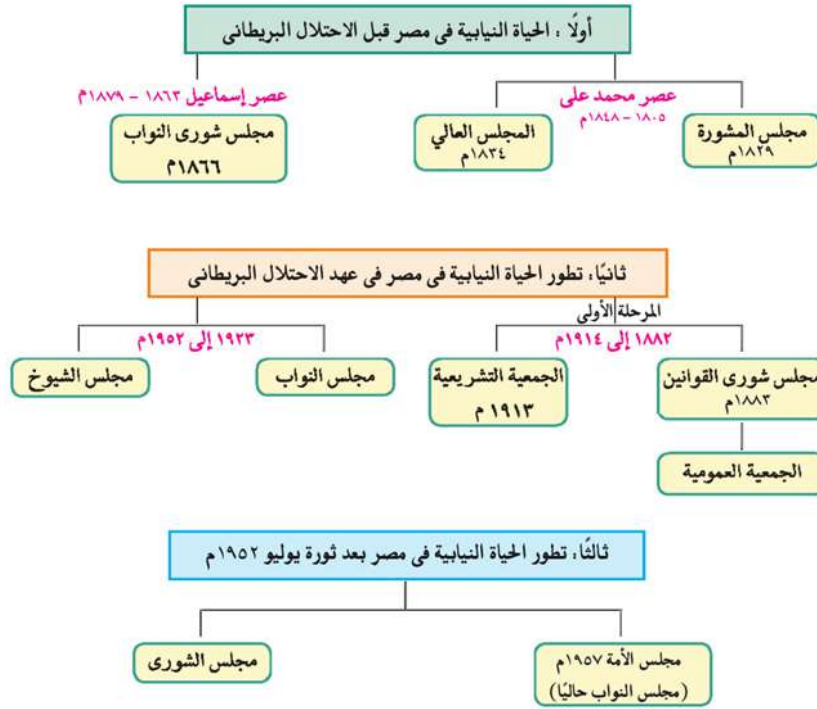 أولًا : الحياة النيابية فى مصر قبل الاحتلال البريطانى
عصر محمد على
١٨٠٥ - ١٨٤٨م
عصر إسماعيل ١٨٦٣ - ١٨٧٩م
مجلس المشورة
١٨٢٩م
المجلس العالي
١٨٣٤م
مجلس شورى النواب
١٨٦٦م
ثانيًا: تطور الحياة النيابية فى مصر فى عهد الاحتلال البريطانى
المرحلة الأولى
١٨٨٢ إلى ١٩١٤م
١٩٢٣ إلى ١٩٥٢م
مجلس شورى القوانين
١٨٨٣م
الجمعية التشريعية
١٩١٣ م
مجلس النواب
مجلس الشيوخ
الجمعية العمومية
ثالثًا: تطور الحياة النيابية فى مصر بعد ثورة يوليو ١٩٥٢م
مجلس الأمة ١٩٥٧م
(مجلس النواب حاليًا)
مجلس الشورى